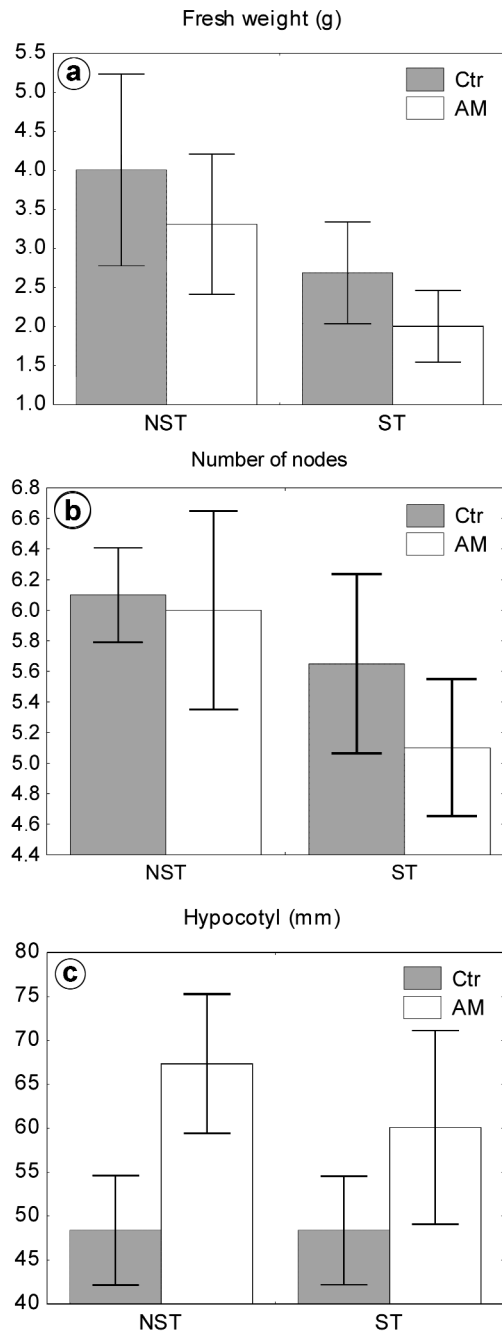 Fresh weight (g)
5.5
a
Ctr
5.0
AM
4.5
4.0
3.5
3.0
2.5
2.0
1.5
1.0
NST ST
Number of nodes
6.8
b
Ctr
6.6
AM
6.4
6.2
6.0
5.8
5.6
5.4
5.2
5.0
4.8
4.6
4.4
NST ST
Hypocotyl (mm)
80
c
Ctr
75
AM
70
65
60
55
50
45
40
NST ST